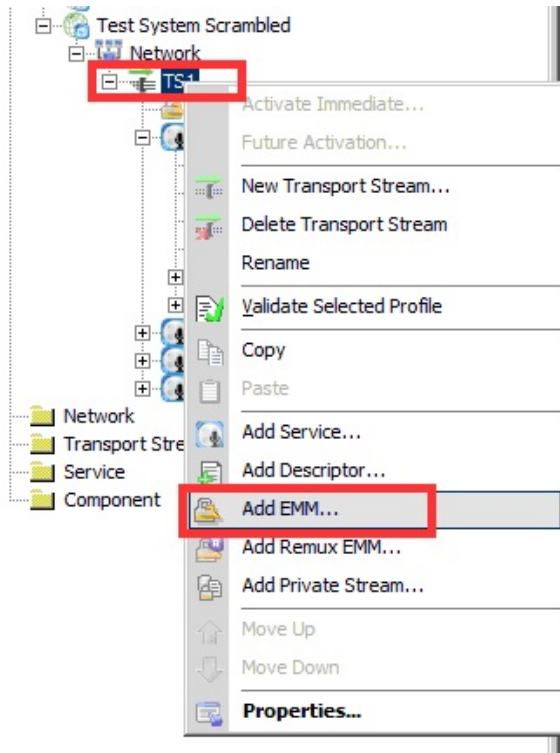 Test System Scrambled
Network
TS1
Activate Immediate...
Future Activation...
New Transport Stream...
Delete Transport Stream
Rename
Validate Selected Profile
Copy
Paste
Network
Add Service...
Transport Stre
Service
Add Descriptor...
Component
Add EMM...
Add Remux EMM...
Add Private Stream...
Move Up
Move Down
Properties...